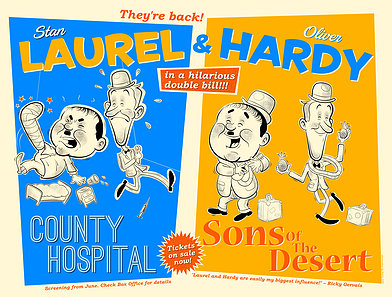 They're back!
Stan
LAUREL & HARDY
Oliver
in a hilarious
double bill!!!
COUNTY
HOSPITAL
Tickets
on sale
now!
Sons Of
The
Desert
Screening from June. Check Box Office for details
"Laurel and Hardy are easily my biggest influence!" - Ricky Gervais